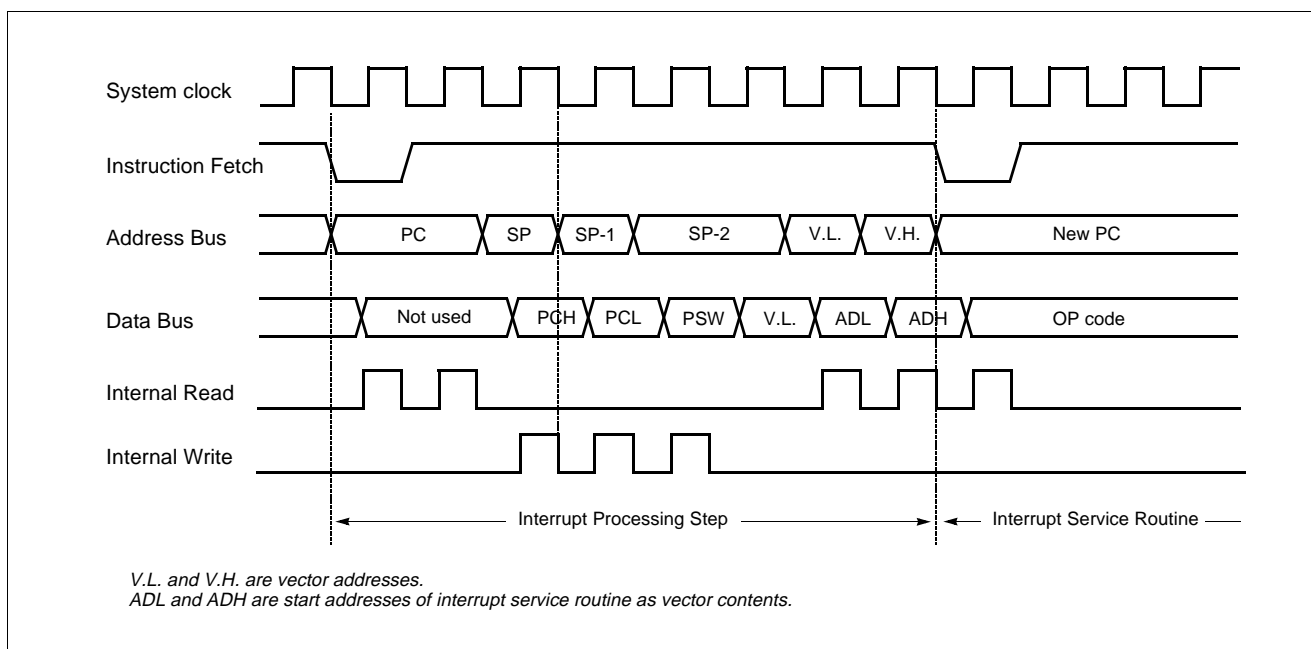 System clock
Instruction Fetch
Address Bus PC SP SP-1 SP-2 V.L. V.H. New PC
Data Bus Not used PCH PCL PSW V.L. ADL ADH OP code
Internal Read
Internal Write
Interrupt Processing Step Interrupt Service Routine
V.L. and V.H. are vector addresses.
ADL and ADH are start addresses of interrupt service routine as vector contents.